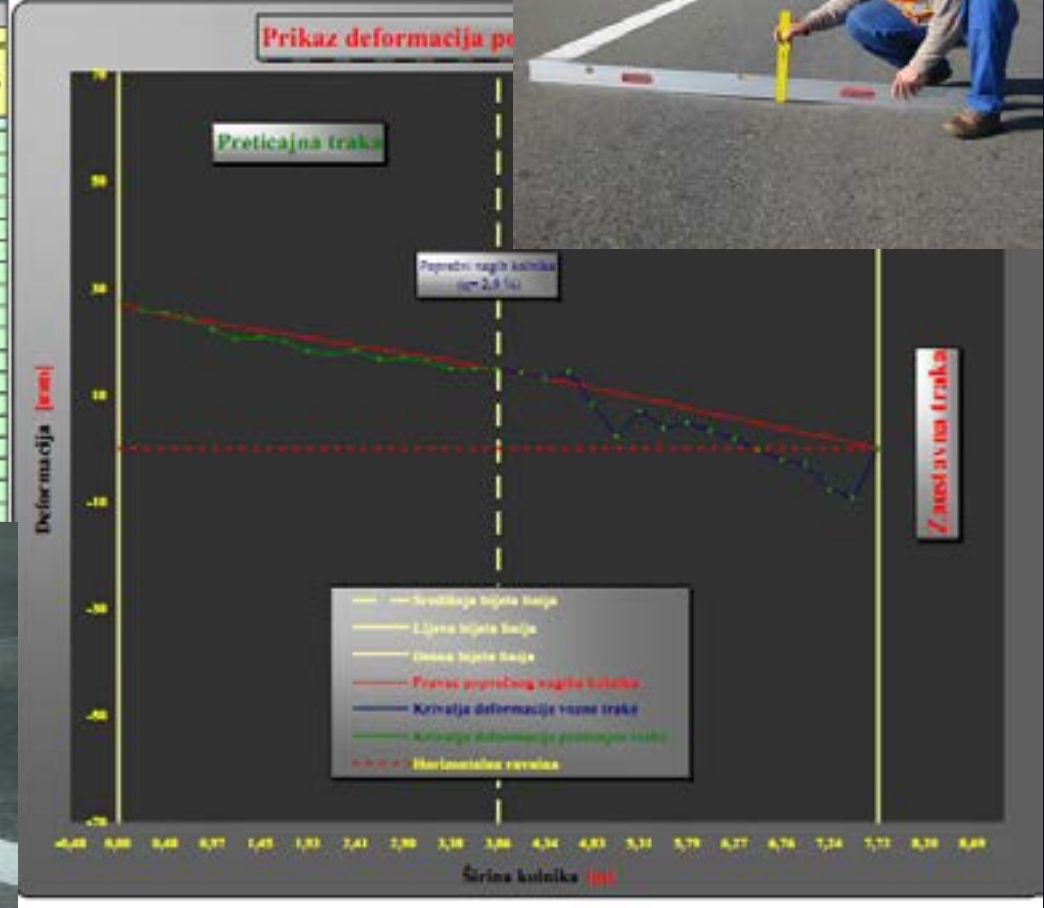 Prikaz deformacija po
Preticajna traka
Poprečni nagib kolnika
Zaustavna traka
Deformacija [mm]
70
50
30
10
-10
-30
-50
-70
-0,48 0,00 0,48 0,97 1,45 1,93 2,41 2,90 3,38 3,86 4,34 4,83 5,31 5,79 6,27 6,76 7,24 7,72 8,20 8,69
Širina kolnika [m]
Središnja bijela linija
Lijeva bijela linija
Desna bijela linija
Pravac poprečnog nagiba kolnika
Krivulja deformacije vozne trake
Krivulja deformacije preticajne trake
Horizontalna ravnina